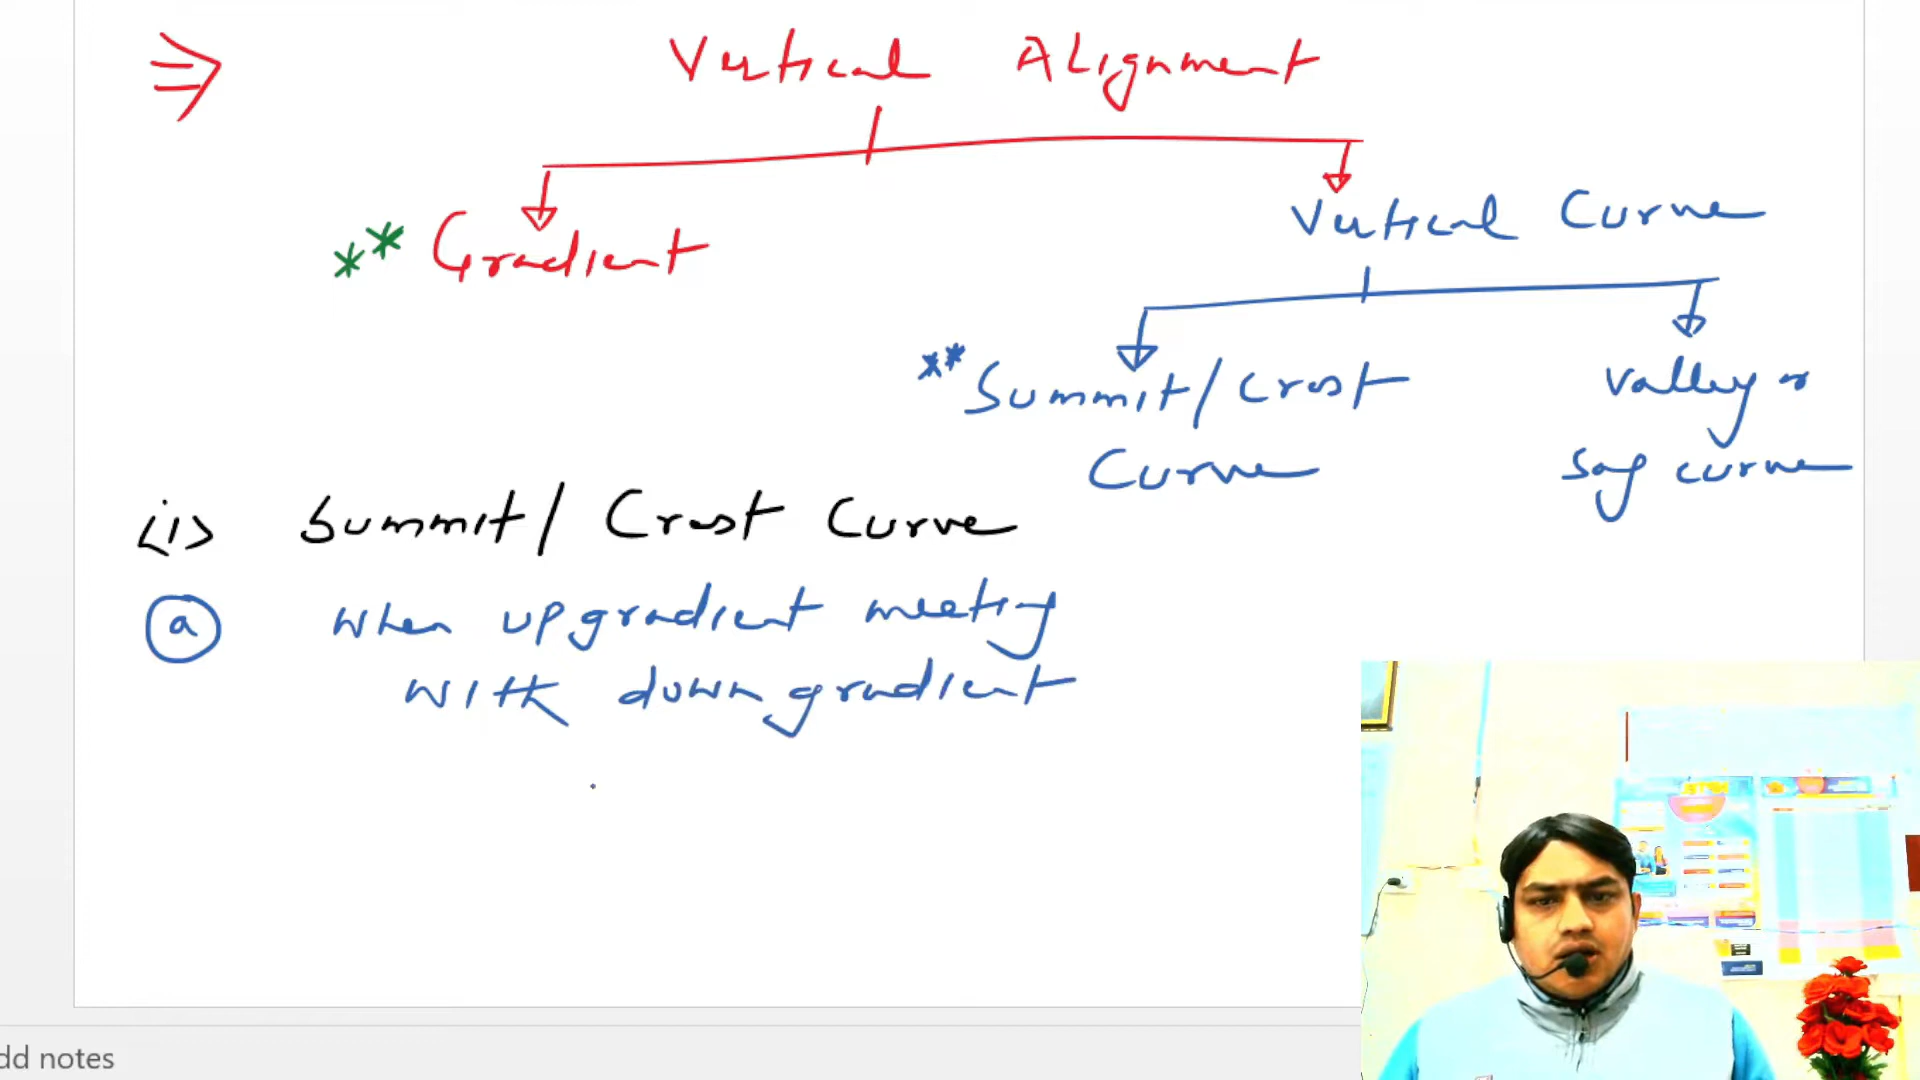 ⇒ Vertical Alignment
** Gradient
Vertical Curve
** Summit/Crest
Curve
Valley or
Sag curve
(i) Summit/Crest Curve
(a) When upgradient meeting
with downgradient
dd notes